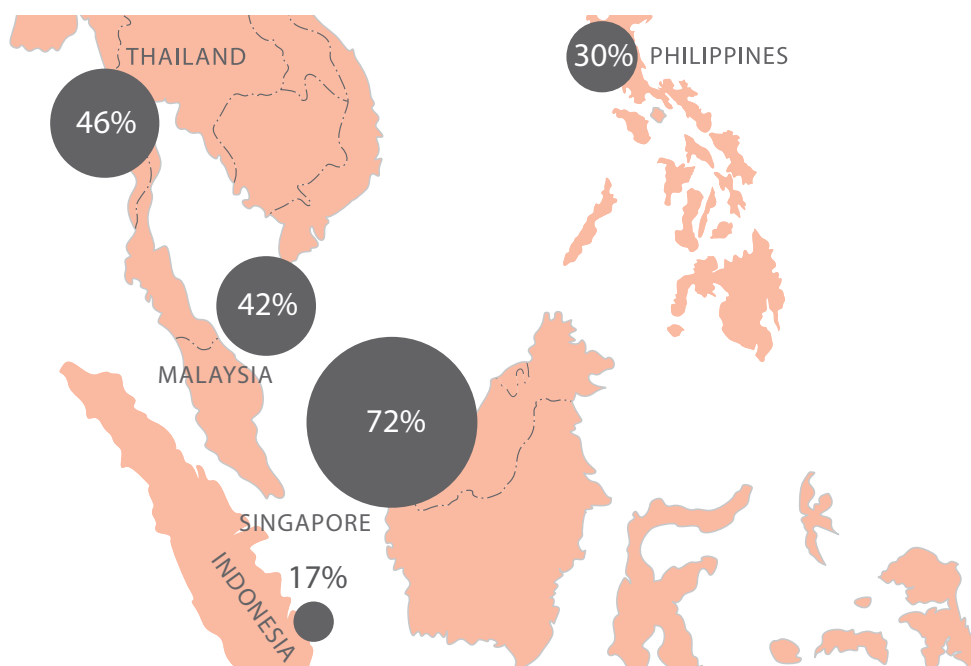 THAILAND
30%
PHILIPPINES
46%
42%
MALAYSIA
72%
SINGAPORE
17%
INDONESIA